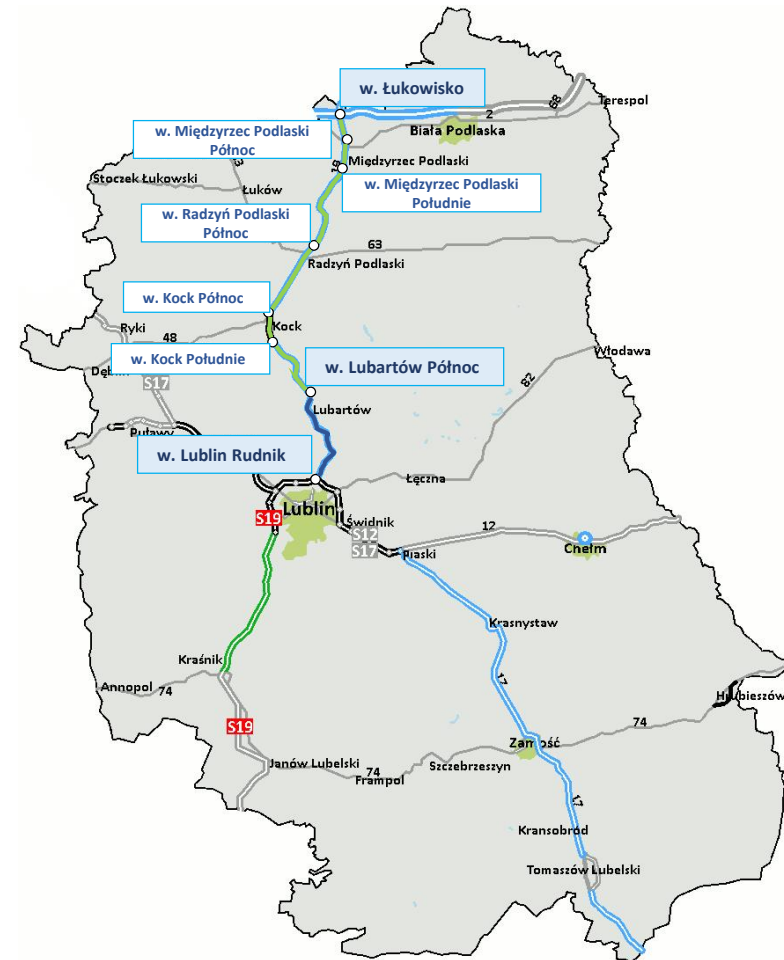 w. Łukowisko
68
Terespol
2
w. Międzyrzec Podlaski
Północ
Biała Podlaska
Międzyrzec Podlaski
19
63
Stoczek Łukowski
Łuków
w. Międzyrzec Podlaski
Południe
w. Radzyń Podlaski
Północ
63
Radzyń Podlaski
w. Kock Północ
Kock
Ryki
48
w. Kock Południe
Włodawa
Dęblin
S17
w. Lubartów Północ
82
Lubartów
Puławy
w. Lublin Rudnik
Łęczna
Lublin
S19
Świdnik
12
S12
S17
Piaski
Chełm
Krasnystaw
Kraśnik
17
Annopol
74
Hrubieszów
S19
74
Zamość
Janów Lubelski
Szczebrzeszyn
74
Frampol
17
Kransobród
Tomaszów Lubelski